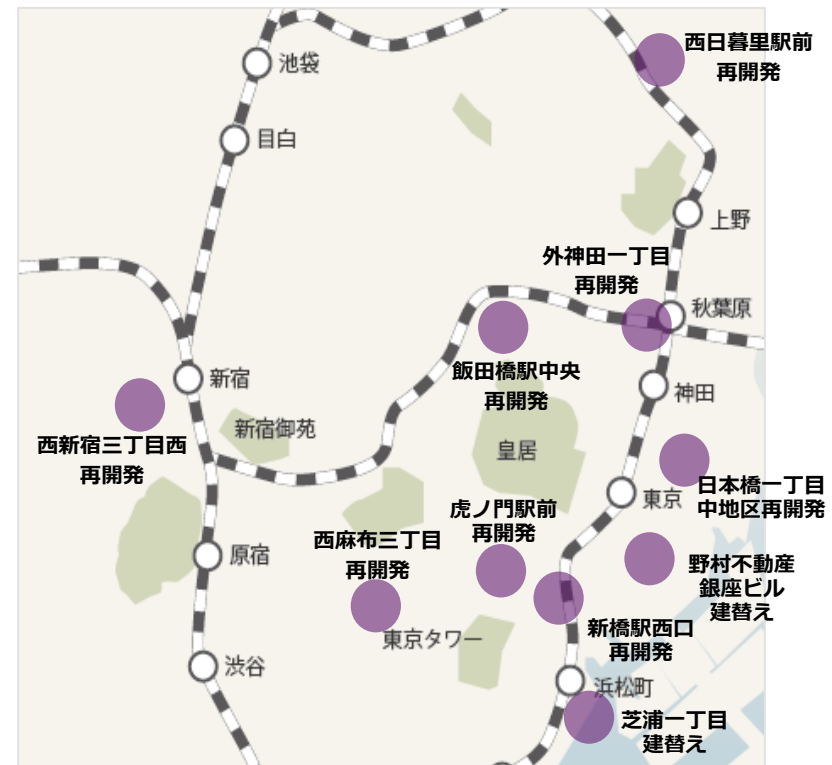 西日暮里駅前
再開発
池袋
目白
上野
外神田一丁目
再開発
秋葉原
飯田橋駅中央
再開発
新宿
神田
新宿御苑
西新宿三丁目西
再開発
皇居
日本橋一丁目
中地区再開発
東京
虎ノ門駅前
再開発
西麻布三丁目
再開発
原宿
野村不動産
銀座ビル
建替え
新橋駅西口
再開発
東京タワー
渋谷
浜松町
芝浦一丁目
建替え